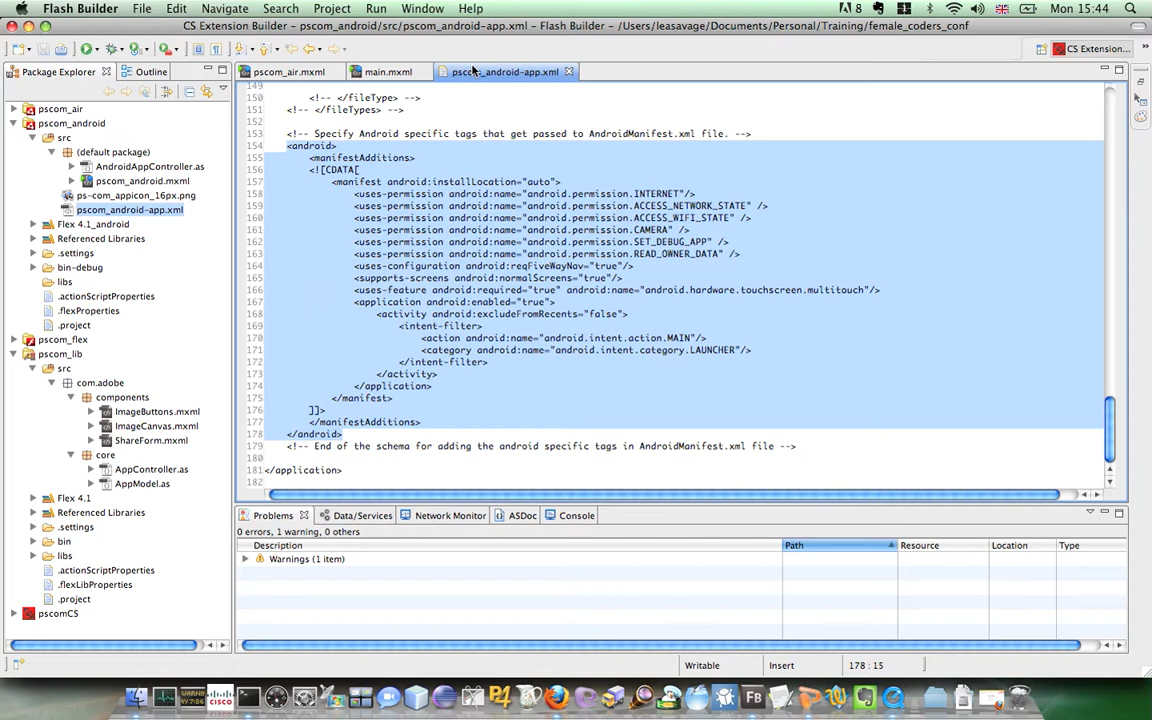 Flash Builder File Edit Navigate Search Project Run Window Help 8 Mon 15:44
CS Extension Builder - pscom_android/src/pscom_android-app.xml - Flash Builder - /Users/leasavage/Documents/Personal/Training/female_coders_conf
CS Extension...
Package Explorer Outline
pscom_air.mxml main.mxml pscom_android-app.xml
pscom_air
pscom_android
src
(default package)
AndroidAppController.as
pscom_android.mxml
ps-com_appicon_16px.png
pscom_android-app.xml
Flex 4.1_android
Referenced Libraries
.settings
bin-debug
libs
.actionScriptProperties
.flexProperties
.project
pscom_flex
pscom_lib
src
com.adobe
components
ImageButtons.mxml
ImageCanvas.mxml
ShareForm.mxml
core
AppController.as
AppModel.as
Flex 4.1
Referenced Libraries
.settings
bin
libs
.actionScriptProperties
.flexLibProperties
.project
pscomCS
149
150 <!-- </fileType> -->
151 <!-- </fileTypes> -->
152
153 <!-- Specify Android specific tags that get passed to AndroidManifest.xml file. -->
154 <android>
155 <manifestAdditions>
156 <![CDATA[
157 <manifest android:installLocation="auto">
158 <uses-permission android:name="android.permission.INTERNET"/>
159 <uses-permission android:name="android.permission.ACCESS_NETWORK_STATE" />
160 <uses-permission android:name="android.permission.ACCESS_WIFI_STATE" />
161 <uses-permission android:name="android.permission.CAMERA" />
162 <uses-permission android:name="android.permission.SET_DEBUG_APP" />
163 <uses-permission android:name="android.permission.READ_OWNER_DATA" />
164 <uses-configuration android:reqFiveWayNav="true"/>
165 <supports-screens android:normalScreens="true"/>
166 <uses-feature android:required="true" android:name="android.hardware.touchscreen.multitouch"/>
167 <application android:enabled="true">
168 <activity android:excludeFromRecents="false">
169 <intent-filter>
170 <action android:name="android.intent.action.MAIN"/>
171 <category android:name="android.intent.category.LAUNCHER"/>
172 </intent-filter>
173 </activity>
174 </application>
175 </manifest>
176 ]]>
177 </manifestAdditions>
178 </android>
179 <!-- End of the schema for adding the android specific tags in AndroidManifest.xml file -->
180
181 </application>
182
Problems Data/Services Network Monitor ASDoc Console
0 errors, 1 warning, 0 others
Description Path Resource Location Type
Warnings (1 item)
Writable Insert 178 : 15